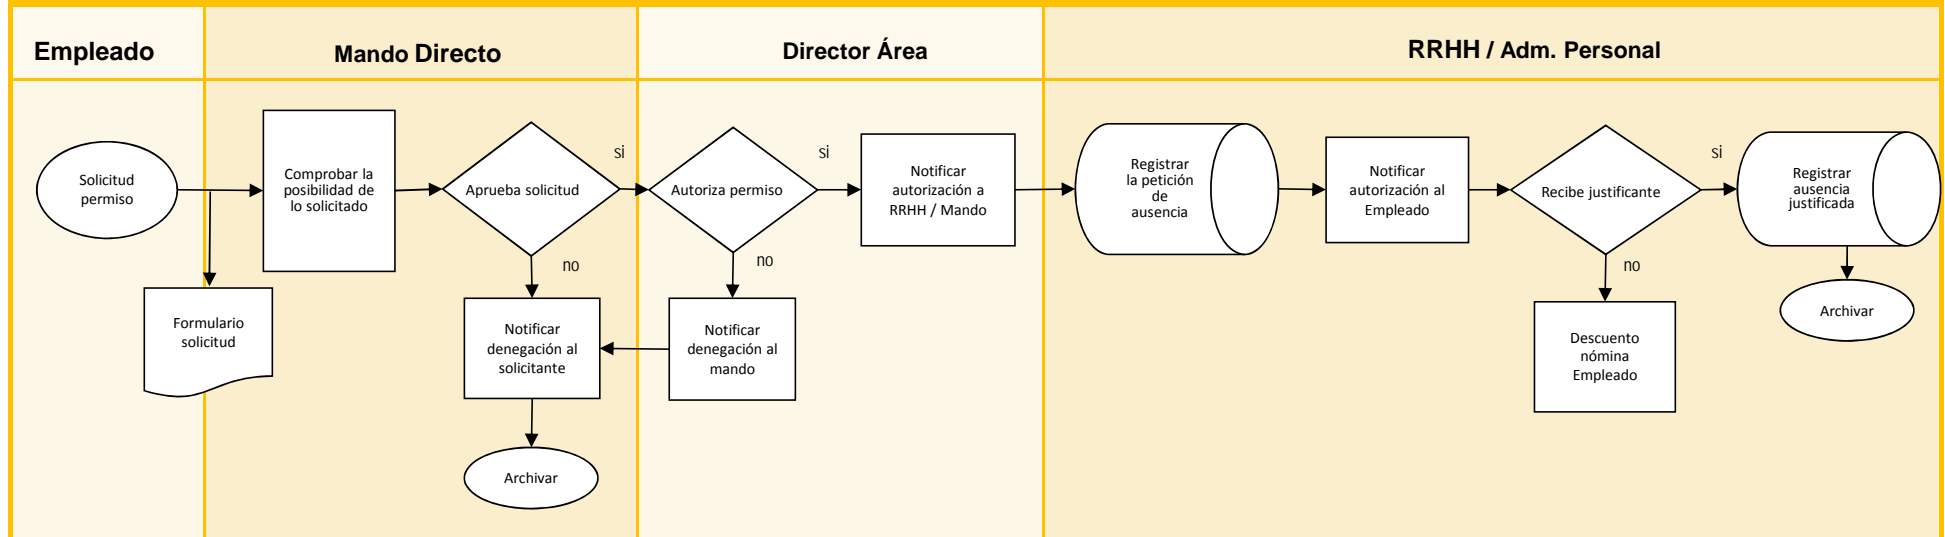 Empleado
Mando Directo
Director Área
RRHH / Adm. Personal
Solicitud
permiso
Formulario
solicitud
Comprobar la
posibilidad de
lo solicitado
Aprueba solicitud
si
no
Notificar
denegación al
solicitante
Archivar
Autoriza permiso
si
no
Notificar
denegación al
mando
Notificar
autorización a
RRHH / Mando
Registrar
la petición
de
ausencia
Notificar
autorización al
Empleado
Recibe justificante
si
no
Descuento
nómina
Empleado
Registrar
ausencia
justificada
Archivar